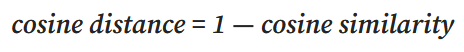 cosine distance = 1 — cosine similarity